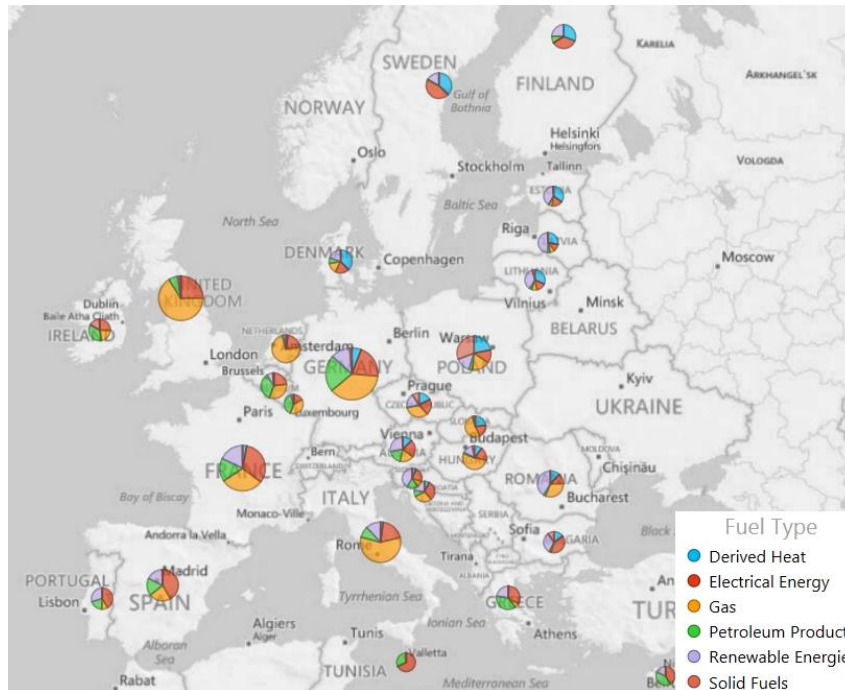 SWEDEN
FINLAND
KARELIA
ARKHANGEL'SK
Gulf of
Bothnia
NORWAY
Helsinki
Helsingfors
Oslo
Stockholm
Tallinn
VOLOGDA
North Sea
Baltic Sea
Riga
Moscow
DENMARK
Copenhagen
LITHUANIA
Vilnius
Minsk
UNITED
KINGDOM
Dublin
Baile Átha Cliath
IRELAND
BELARUS
NETHERLANDS
Amsterdam
Berlin
Warsaw
POLAND
London
Brussels
GERMANY
Prague
Kyiv
UKRAINE
Paris
Luxembourg
Vienna
Budapest
MOLDOVA
Chișinău
FRANCE
Bern
SWITZERLAND
HUNGARY
ROMANIA
Bay of Biscay
Monaco-Ville
ITALY
Bucharest
SERBIA
Andorra la Vella
Rome
Sofia
Tirana
ALBANIA
PORTUGAL
Madrid
SPAIN
Lisbon
Tyrrhenian Sea
GREECE
Ionian Sea
Athens
Alboran
Sea
Algiers
Alger
Tunis
Valletta
TUNISIA
Rabat
Mediterranean Sea
Fuel Type
Derived Heat
Electrical Energy
Gas
Petroleum Product
Renewable Energie
Solid Fuels